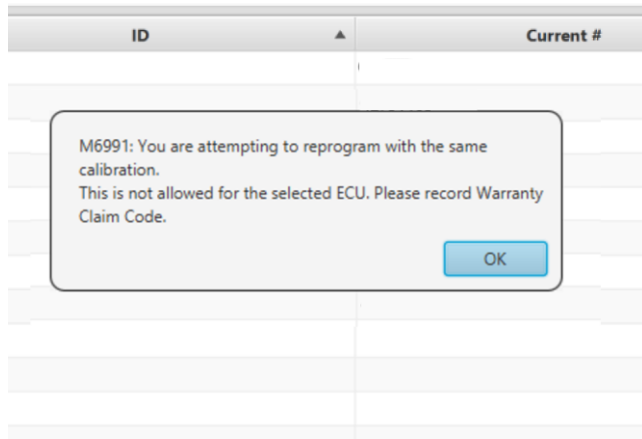 ID Current #
M6991: You are attempting to reprogram with the same
calibration.
This is not allowed for the selected ECU. Please record Warranty
Claim Code.
OK